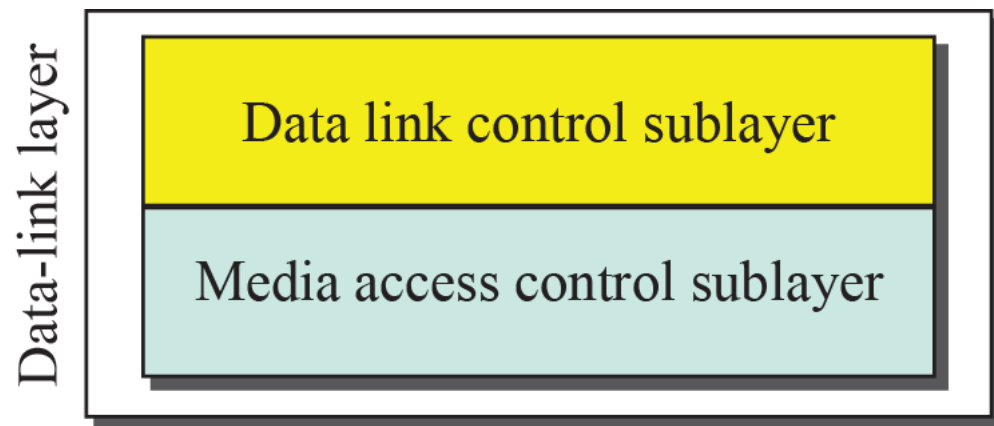 Data-link layer
Data link control sublayer
Media access control sublayer